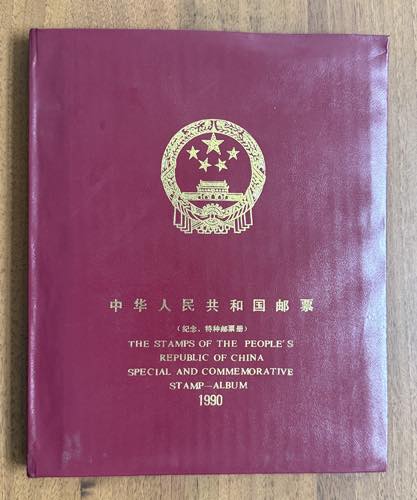 中华人民共和国邮票
（纪念、特种邮票册）
THE STAMPS OF THE PEOPLE'S
REPUBLIC OF CHINA
SPECIAL AND COMMEMORATIVE
STAMP—ALBUM
1990